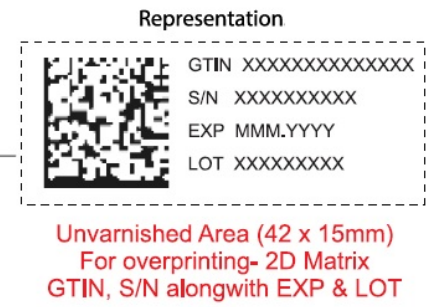 Representation
GTIN XXXXXXXXXXXXXX
S/N XXXXXXXXXX
EXP MMM.YYYY
LOT XXXXXXXXX
Unvarnished Area (42 x 15mm)
For overprinting- 2D Matrix
GTIN, S/N alongwith EXP & LOT